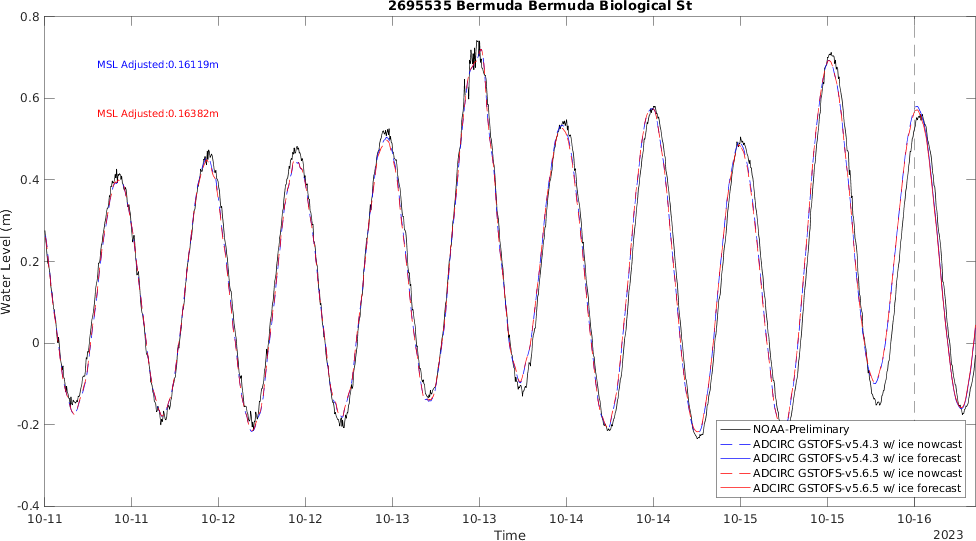 2695535 Bermuda Bermuda Biological St
0.8
0.6
0.4
0.2
0
-0.2
-0.4
Water Level (m)
MSL Adjusted:0.16119m
MSL Adjusted:0.16382m
NOAA-Preliminary
ADCIRC GSTOFS-v5.4.3 w/ ice nowcast
ADCIRC GSTOFS-v5.4.3 w/ ice forecast
ADCIRC GSTOFS-v5.6.5 w/ ice nowcast
ADCIRC GSTOFS-v5.6.5 w/ ice forecast
10-11 10-11 10-12 10-12 10-13 10-13 10-14 10-14 10-15 10-15 10-16
Time
2023